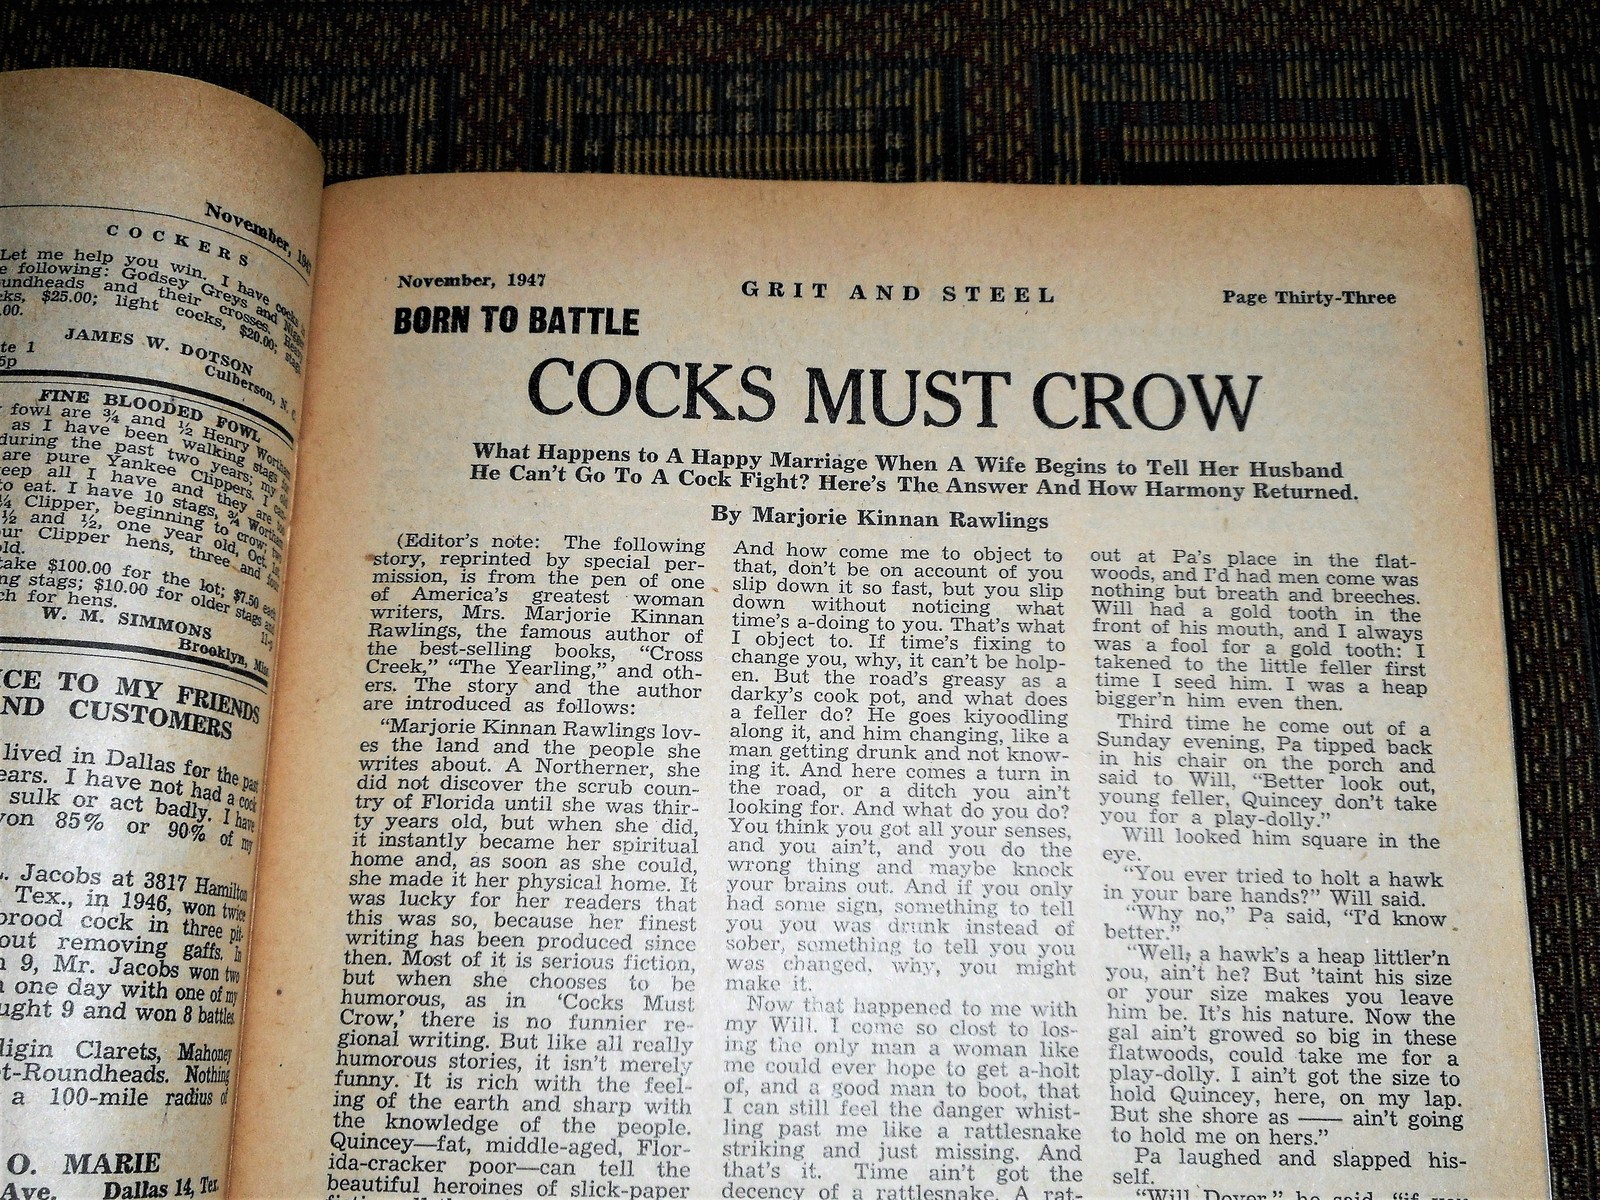 November, 1947
COCKERS
Let me help you win. I have cocks
following: Godsey Greys and
and their crosses.
$25.00; light cocks, $20.00;
.00.
JAMES W. DOTSON
te 1
5p
Culberson, N. C.
FINE BLOODED FOWL
fowl are ¾ and ½ Henry Wortham
as I have been walking stags
during the past two years; my
are pure Yankee Clippers. I
all I have and they are
to eat. I have 10 stags, ¾ Wortham
¼ Clipper, beginning to crow;
½ and ½, one year old, Oct.
Clipper hens, three and four
$100.00 for the lot; $7.50 each
stags; $10.00 for older stags and
for hens.
W. M. SIMMONS
Brooklyn, Miss
TO MY FRIENDS
ND CUSTOMERS
lived in Dallas for the past
I have not had a cock
sulk or act badly. I have
85% or 90% of my
Jacobs at 3817 Hamilton
Tex., in 1946, won twice
cock in three pit-
out removing gaffs. In
9, Mr. Jacobs won two
one day with one of my
9 and won 8 battles.
Clarets, Mahoney
t-Roundheads. Nothing
a 100-mile radius of
O. MARIE
Ave. Dallas 14, Tex.
November, 1947
GRIT AND STEEL
Page Thirty-Three
BORN TO BATTLE
COCKS MUST CROW
What Happens to A Happy Marriage When A Wife Begins to Tell Her Husband
He Can't Go To A Cock Fight? Here's The Answer And How Harmony Returned.
By Marjorie Kinnan Rawlings
(Editor's note: The following
story, reprinted by special per-
mission, is from the pen of one
of America's greatest woman
writers, Mrs. Marjorie Kinnan
Rawlings, the famous author of
the best-selling books, "Cross
Creek," "The Yearling," and oth-
ers. The story and the author
are introduced as follows:
"Marjorie Kinnan Rawlings lov-
es the land and the people she
writes about. A Northerner, she
did not discover the scrub coun-
try of Florida until she was thir-
ty years old, but when she did,
it instantly became her spiritual
home and, as soon as she could,
she made it her physical home. It
was lucky for her readers that
this was so, because her finest
writing has been produced since
then. Most of it is serious fiction,
but when she chooses to be
humorous, as in 'Cocks Must
Crow,' there is no funnier re-
gional writing. But like all really
humorous stories, it isn't merely
funny. It is rich with the feel-
ing of the earth and sharp with
the knowledge of the people.
Quincey—fat, middle-aged, Flor-
ida-cracker poor—can tell the
beautiful heroines of slick-paper
And how come me to object to
that, don't be on account of you
slip down it so fast, but you slip
down without noticing what
time's a-doing to you. That's what
I object to. If time's fixing to
change you, why, it can't be holp-
en. But the road's greasy as a
darky's cook pot, and what does
a feller do? He goes kiyoodling
along it, and him changing, like a
man getting drunk and not know-
ing it. And here comes a turn in
the road, or a ditch you ain't
looking for. And what do you do?
You think you got all your senses,
and you ain't, and you do the
wrong thing and maybe knock
your brains out. And if you only
had some sign, something to tell
you you was drunk instead of
sober, something to tell you you
was changed, why, you might
make it.
Now that happened to me with
my Will. I come so clost to los-
ing the only man a woman like
me could ever hope to get a-holt
of, and a good man to boot, that
I can still feel the danger whist-
ling past me like a rattlesnake
striking and just missing. And
that's it. Time ain't got the
decency of a rattlesnake. A rat-
out at Pa's place in the flat-
woods, and I'd had men come was
nothing but breath and breeches.
Will had a gold tooth in the
front of his mouth, and I always
was a fool for a gold tooth: I
takened to the little feller first
time I seed him. I was a heap
bigger'n him even then.
Third time he come out of a
Sunday evening, Pa tipped back
in his chair on the porch and
said to Will, "Better look out,
young feller, Quincey don't take
you for a play-dolly."
Will looked him square in the
eye.
"You ever tried to holt a hawk
in your bare hands?" Will said.
"Why no," Pa said, "I'd know
better."
"Well, a hawk's a heap littler'n
you, ain't he? But 'taint his size
or your size makes you leave
him be. It's his nature. Now the
gal ain't growed so big in these
flatwoods, could take me for a
play-dolly. I ain't got the size to
hold Quincey, here, on my lap.
But she shore as —— ain't going
to hold me on hers."
Pa laughed and slapped his-
self.
"Will Dover," he said, "if you